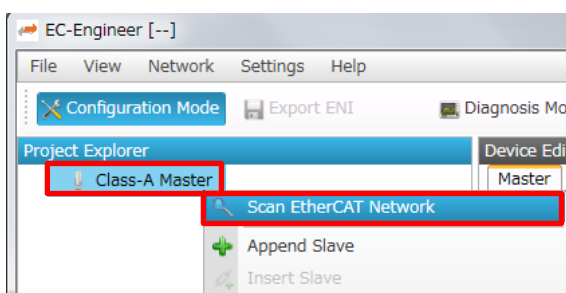 EC-Engineer [--]
File View Network Settings Help
Configuration Mode Export ENI Diagnosis Mo
Project Explorer Device Edi
Class-A Master Master
Scan EtherCAT Network
Append Slave
Insert Slave